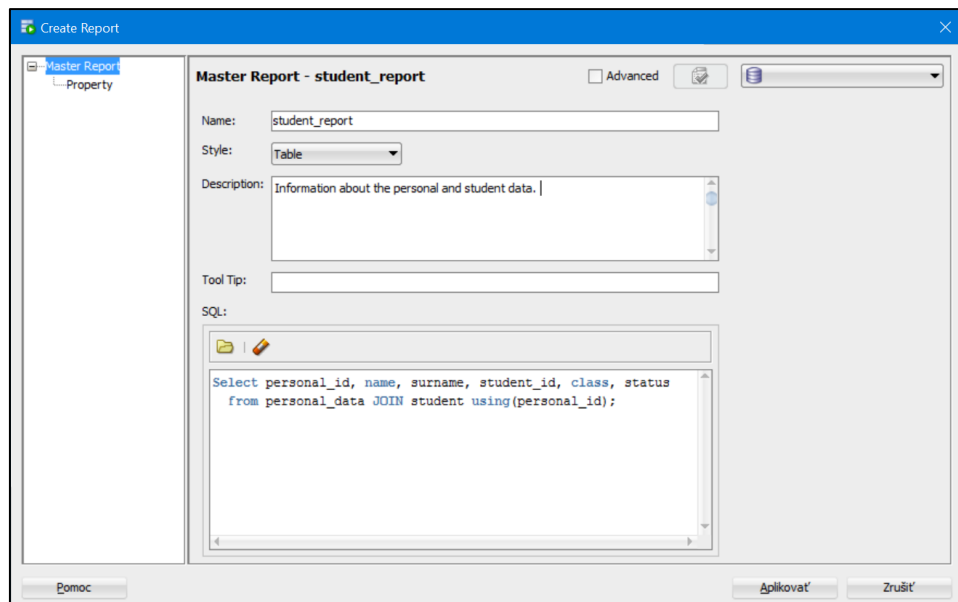 Create Report
Master Report
Property
Master Report - student_report
Advanced
Name:
student_report
Style:
Table
Description:
Information about the personal and student data.
Tool Tip:
SQL:
Select personal_id, name, surname, student_id, class, status
from personal_data JOIN student using(personal_id);
Pomoc
Aplikovať
Zrušiť